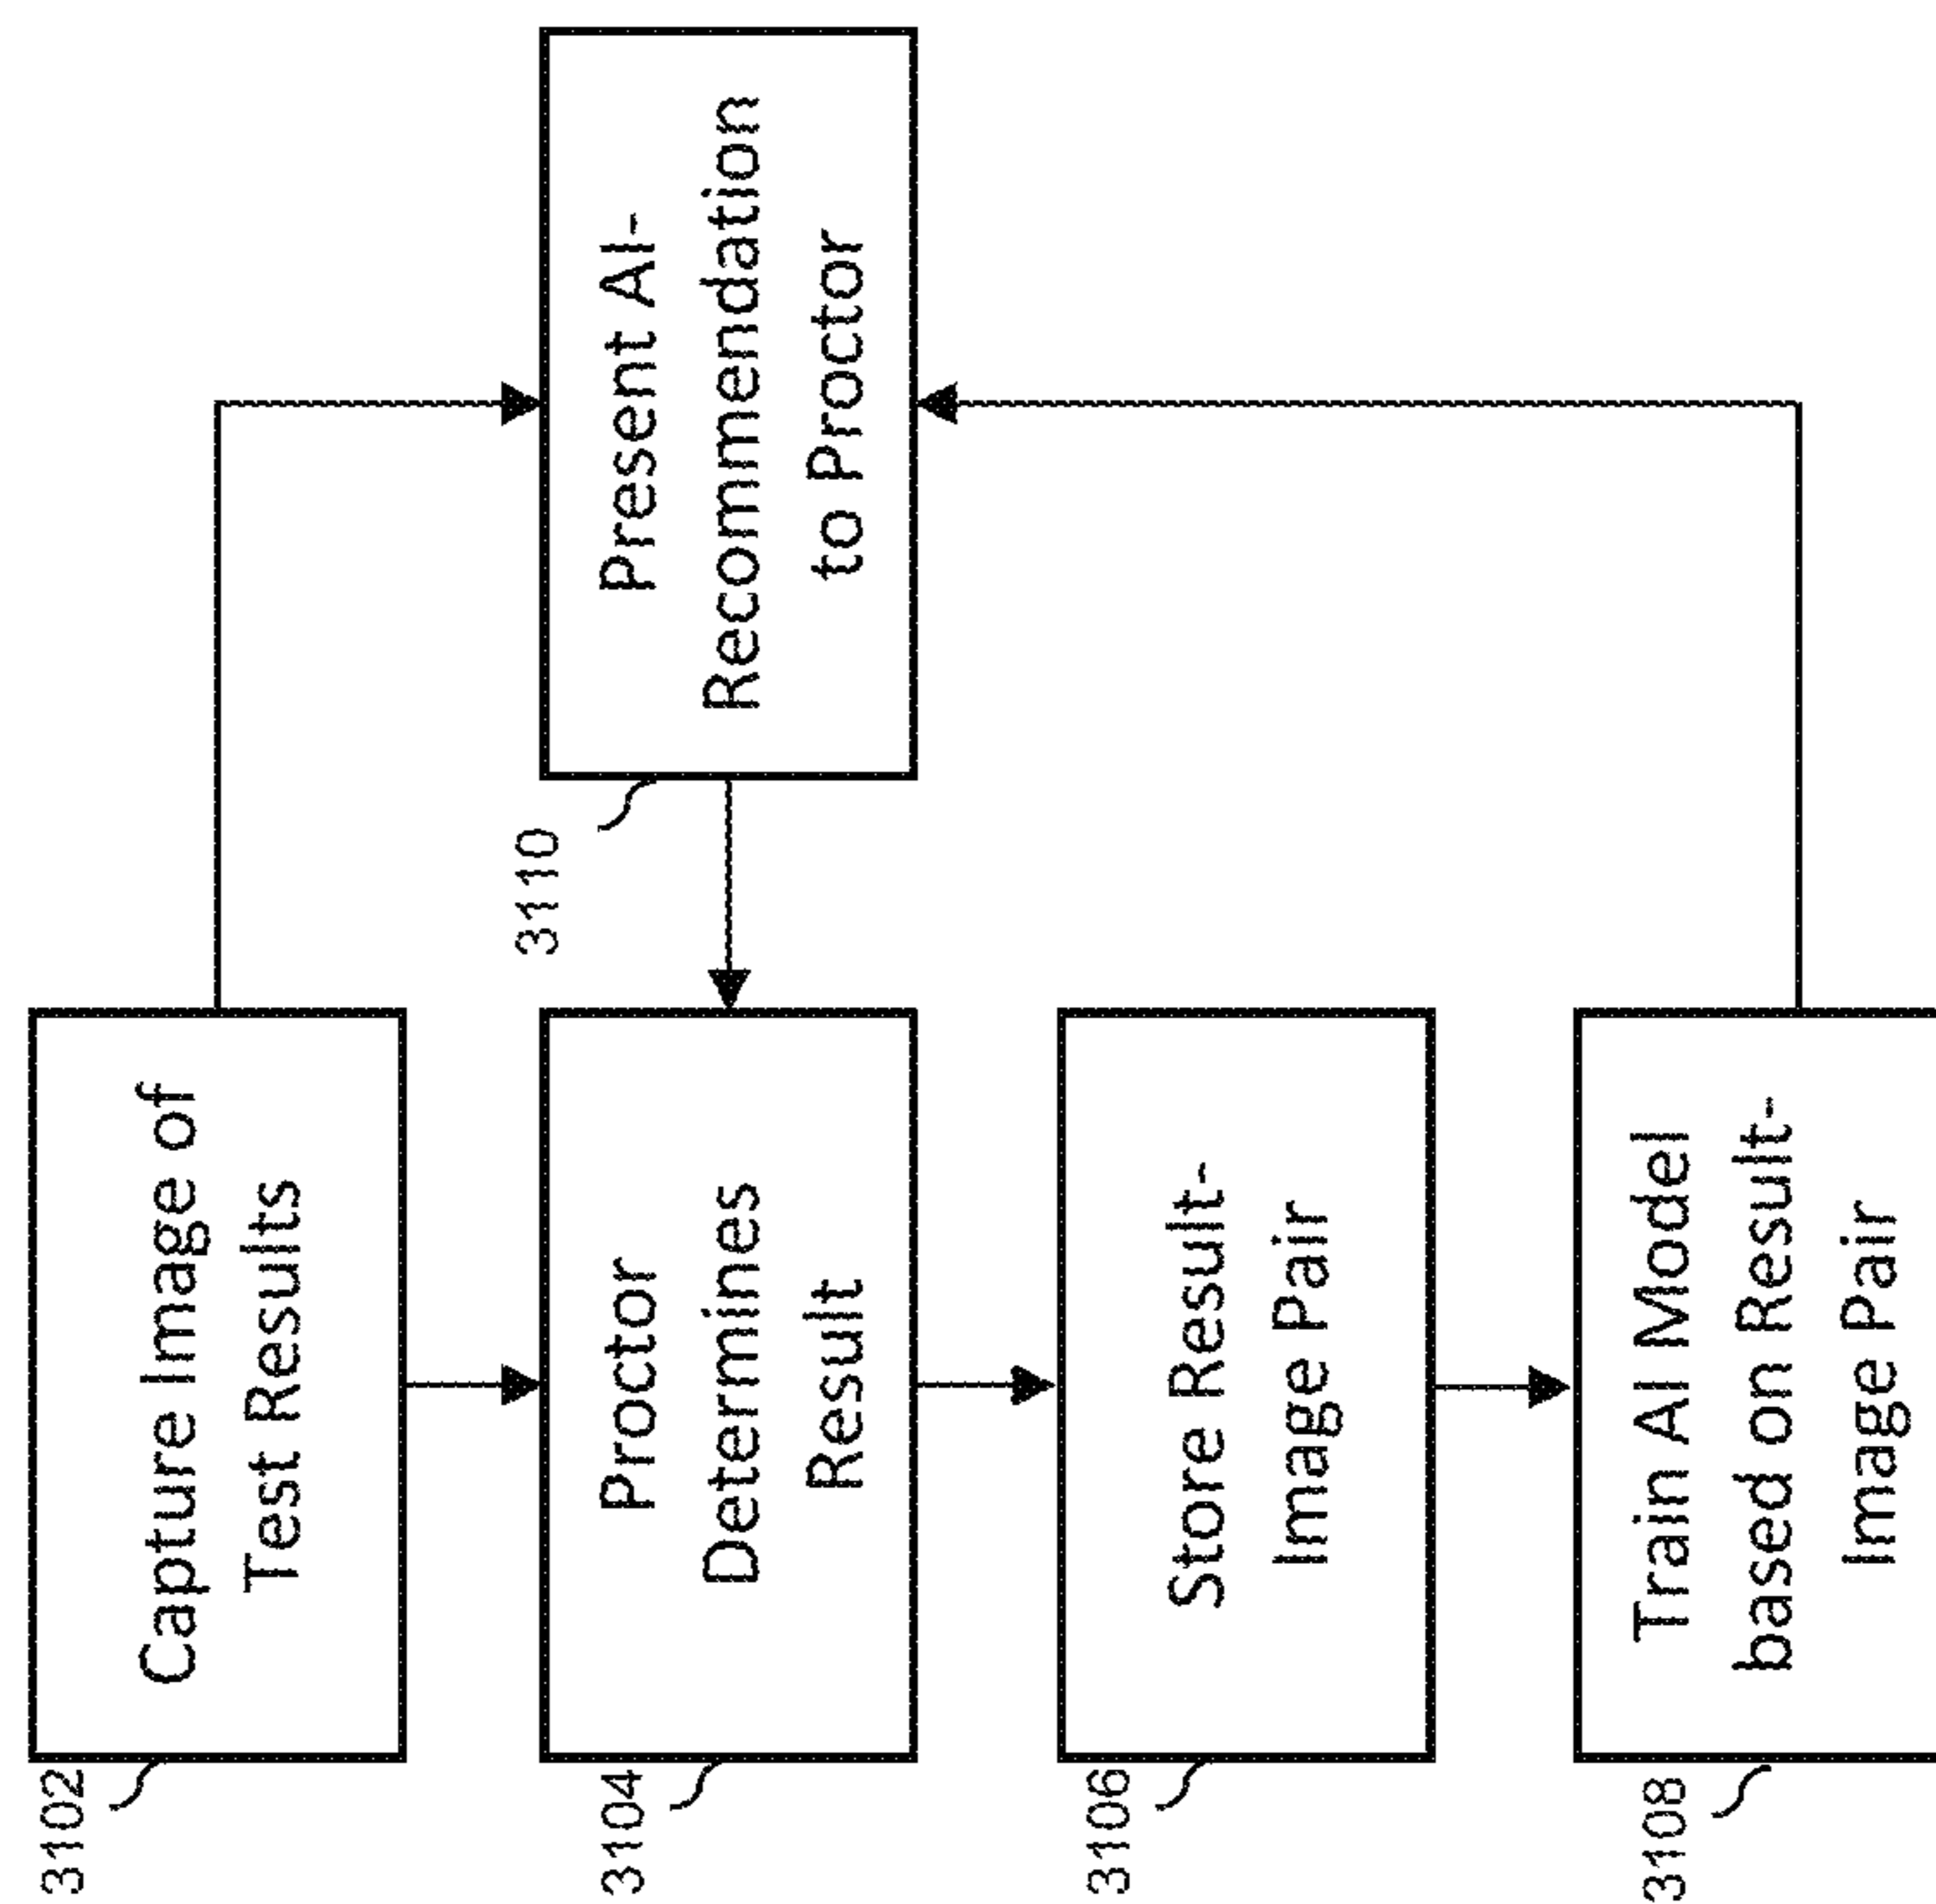 3102
Capture Image of
Test Results
3104
Proctor
Determines
Result
3110
Present AI-
Recommendation
to Proctor
3106
Store Result-
Image Pair
3108
Train AI Model
based on Result-
Image Pair